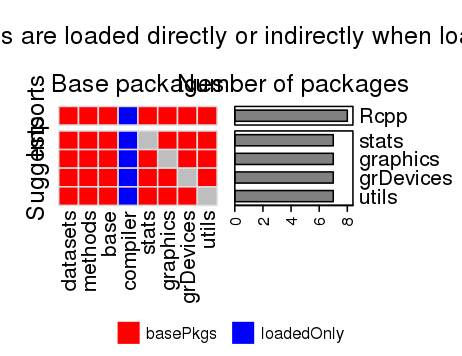 s are loaded directly or indirectly when loa
Base packages
Number of packages
Imports
Suggests
Rcpp
stats
graphics
grDevices
utils
datasets
methods
base
compiler
stats
graphics
grDevices
utils
0 2 4 6 8
basePkgs
loadedOnly